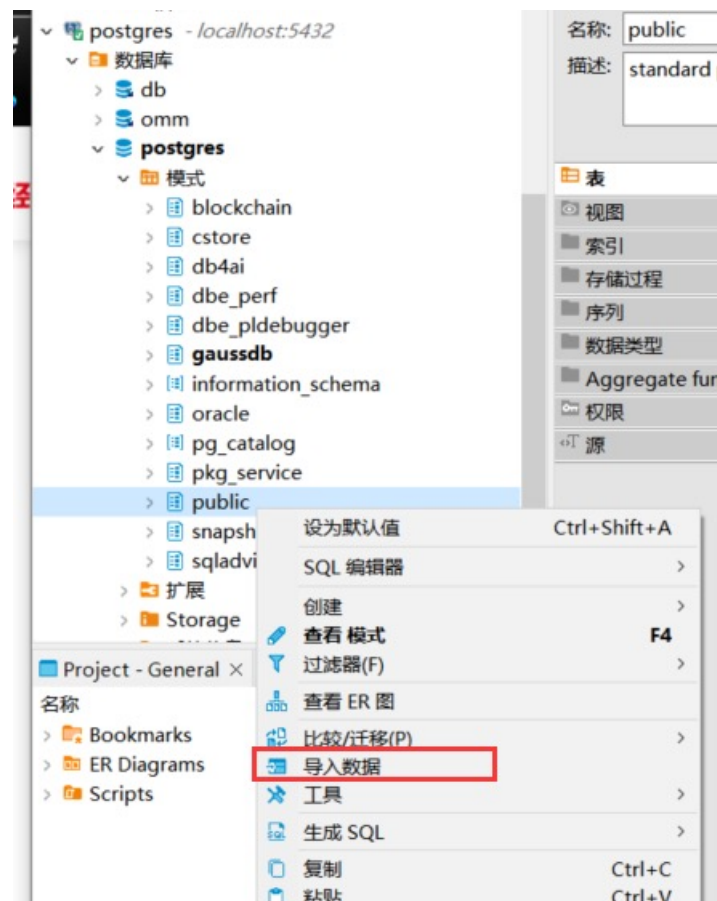 postgres - localhost:5432
数据库
db
omm
postgres
模式
blockchain
cstore
db4ai
dbe_perf
dbe_pldebugger
gaussdb
information_schema
oracle
pg_catalog
pkg_service
public
snapsh
sqladvi
扩展
Storage
名称: public
描述: standard
表
视图
索引
存储过程
序列
数据类型
Aggregate fun
权限
源
设为默认值 Ctrl+Shift+A
SQL 编辑器
创建
查看 模式 F4
过滤器(F)
查看 ER 图
比较/迁移(P)
导入数据
工具
生成 SQL
复制 Ctrl+C
粘贴 Ctrl+V
Project - General ×
名称
Bookmarks
ER Diagrams
Scripts